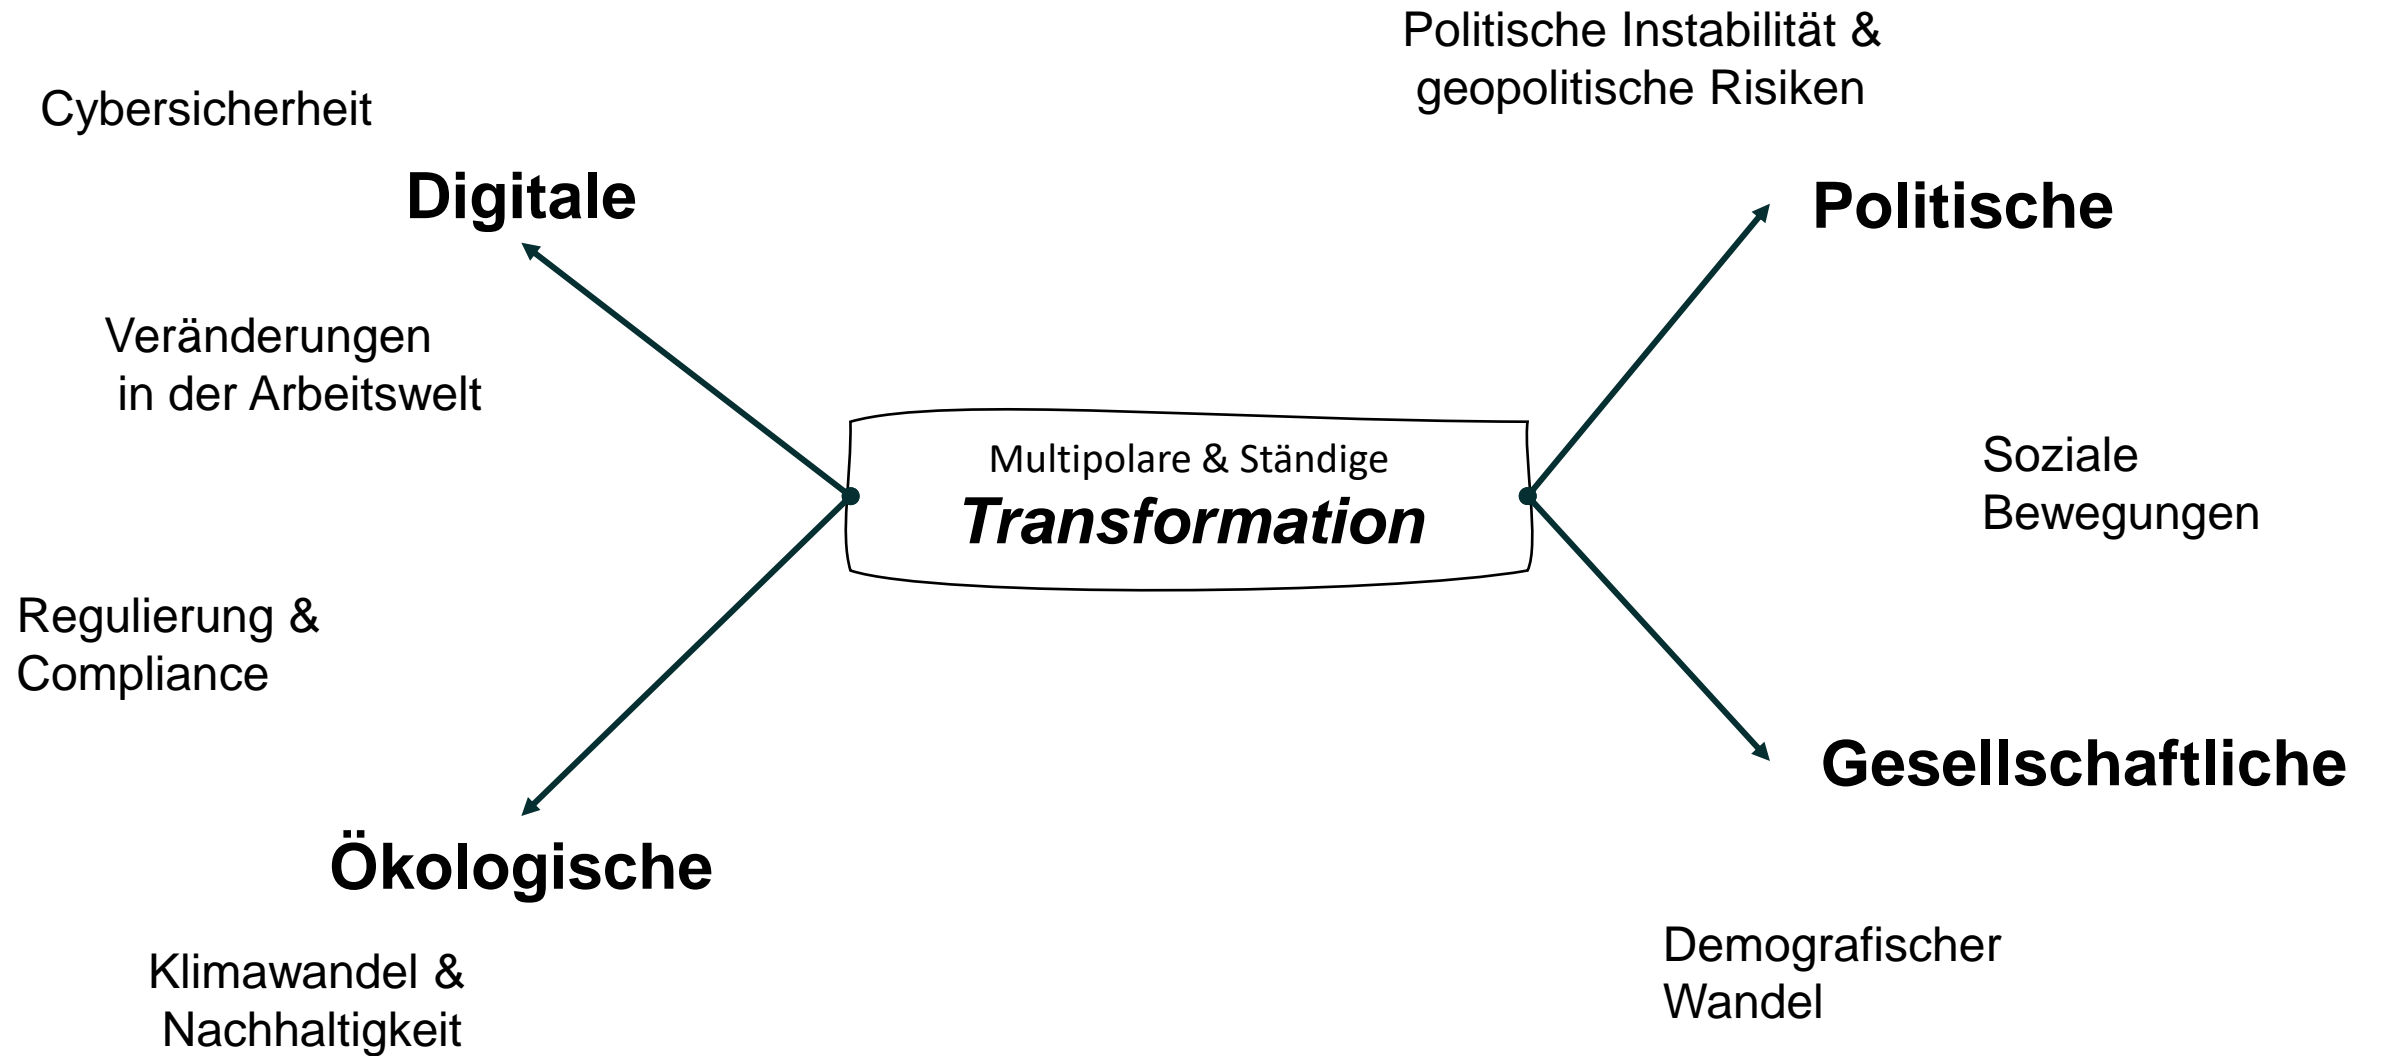 Politische Instabilität &
geopolitische Risiken
Cybersicherheit
Digitale
Politische
Veränderungen
in der Arbeitswelt
Multipolare & Ständige
Transformation
Soziale
Bewegungen
Regulierung &
Compliance
Gesellschaftliche
Ökologische
Klimawandel &
Nachhaltigkeit
Demografischer
Wandel